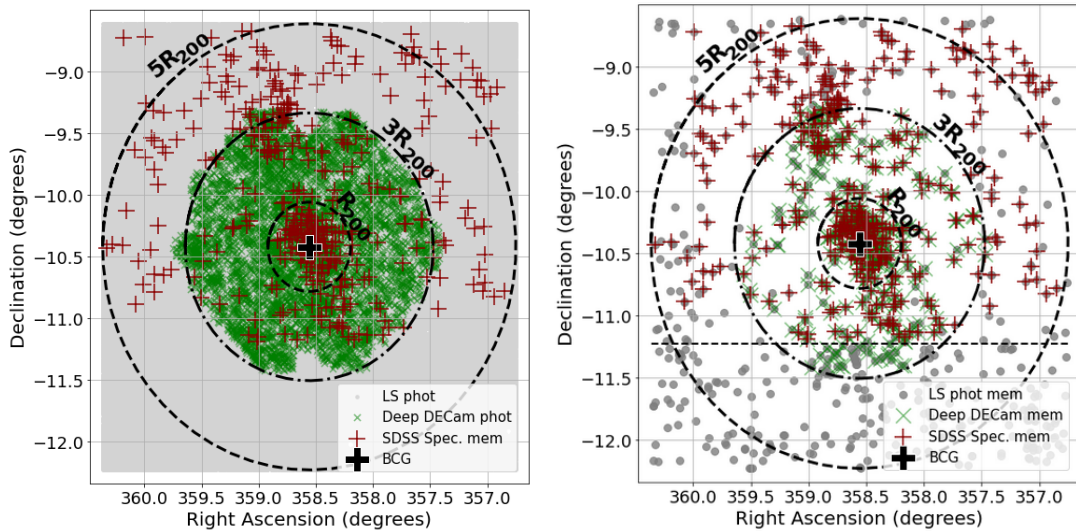 5R200
3R200
R200
−9.0
−9.5
−10.0
−10.5
−11.0
−11.5
−12.0
Declination (degrees)
LS phot
Deep DECam phot
SDSS Spec. mem
BCG
360.0 359.5 359.0 358.5 358.0 357.5 357.0
Right Ascension (degrees)
5R200
3R200
R200
−9.0
−9.5
−10.0
−10.5
−11.0
−11.5
−12.0
Declination (degrees)
LS phot mem
Deep DECam mem
SDSS Spec. mem
BCG
360.0 359.5 359.0 358.5 358.0 357.5 357.0
Right Ascension (degrees)